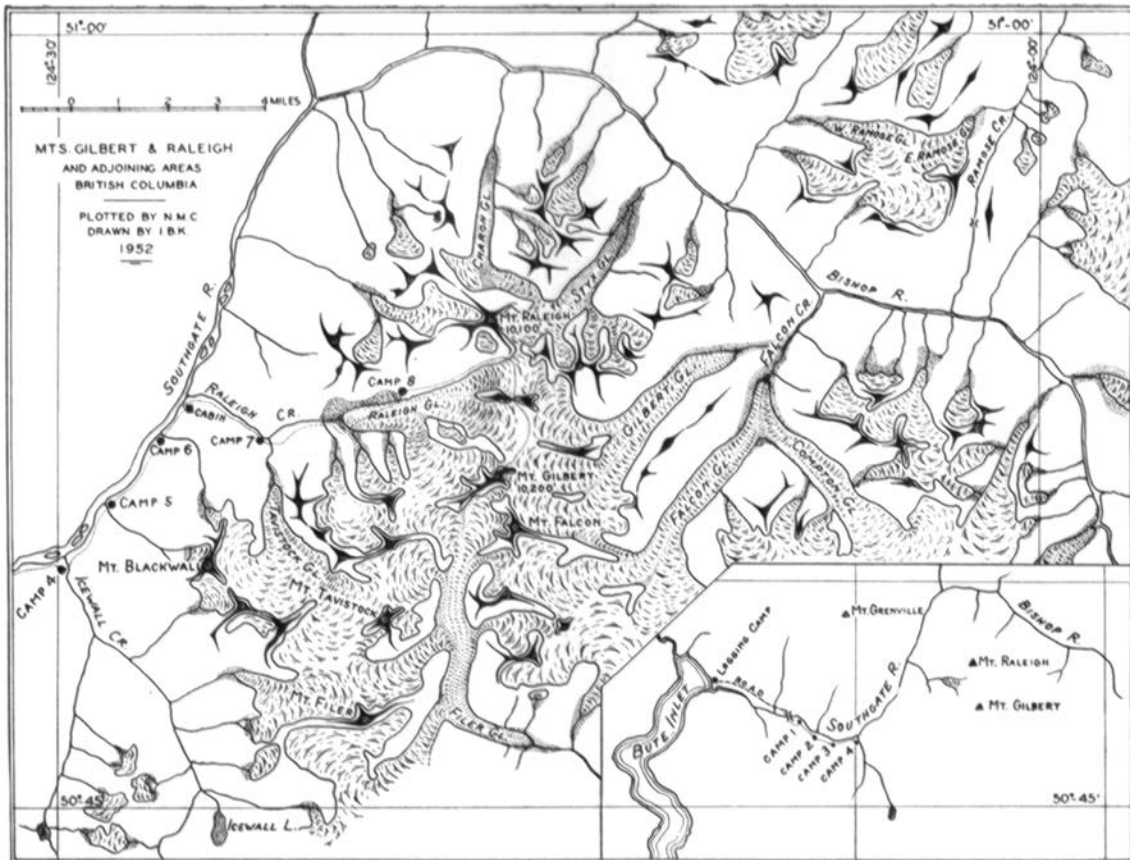 51°-00'
51°-00'
124°-30'
124°-00'
0 1 2 3 4 MILES
MTS. GILBERT & RALEIGH
AND ADJOINING AREAS
BRITISH COLUMBIA
PLOTTED BY N.M.C
DRAWN BY I.B.K.
1952
W. RAMOSE GL.
E. RAMOSE GL.
RAMOSE CR.
CHARON GL.
STYX GL.
BISHOP R.
SOUTHGATE R.
MT. RALEIGH
10,100'
FALCON CR.
CAMP 8
RALEIGH CR.
CABIN
RALEIGH GL.
GILBERT GL.
CAMP 6
CAMP 7
MT. GILBERT
10,200'
FALCON GL.
COMPTON GL.
CAMP 5
MT. FALCON
TAVISTOCK GL.
MT. BLACKWALL
CAMP 4
ICEWALL CR.
MT. TAVISTOCK
MT. FILER
FILER GL.
ICEWALL L.
50°-45'
MT. GRENVILLE
BISHOP R.
LOGGING CAMP
MT. RALEIGH
ROAD
SOUTHGATE R.
MT. GILBERT
BUTE INLET
CAMP 1
CAMP 2
CAMP 3
CAMP 4
50°-45'